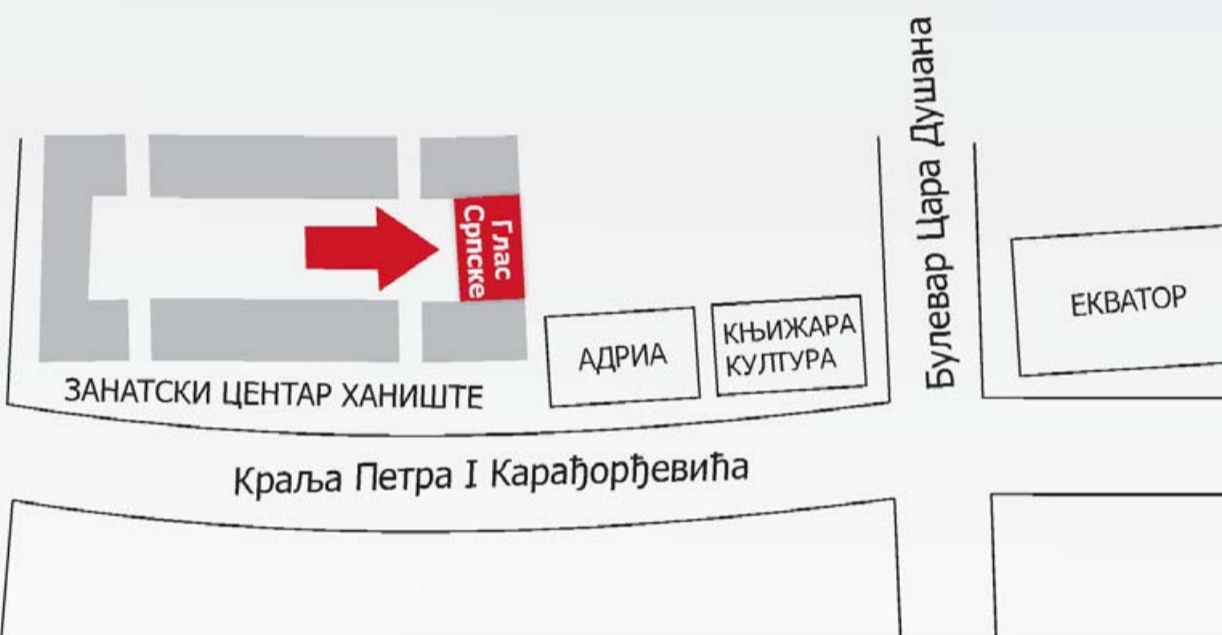 Булевар Цара Душана
Глас
Српске
ЕКВАТОР
АДРИА
КЊИЖАРА
КУЛТУРА
ЗАНАТСКИ ЦЕНТАР ХАНИШТЕ
Краља Петра I Карађорђевића